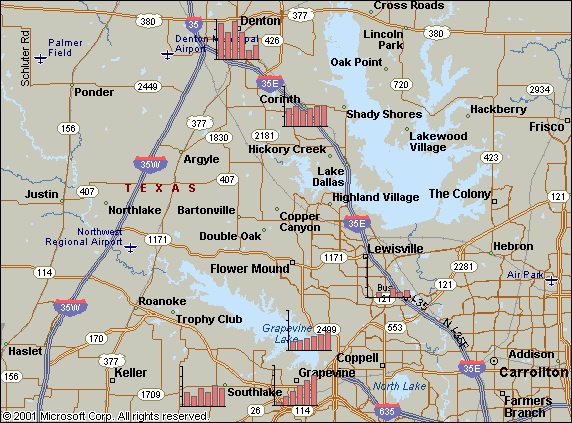 Cross Roads
380
35
Denton
377
Lincoln Park
380
Schluter Rd
Palmer Field
Denton Municipal Airport
426
Oak Point
Ponder
2449
35E
720
Corinth
Hackberry
156
377
1830
2181
Shady Shores
Frisco
Lakewood Village
Hickory Creek
35W
Argyle
423
Lake Dallas
407
TEXAS
407
Justin
Northlake
Bartonville
Highland Village
The Colony
121
Copper Canyon
35E
Northwest Regional Airport
1171
Double Oak
Lewisville
Hebron
114
Flower Mound
1171
2281
Air Park
Bus 121
121
I-35
35W
Roanoke
Trophy Club
N I-35E
Grapevine Lake
2499
553
170
Haslet
Coppell
Addison
156
Keller
Grapevine
35E
Carrollton
1709
Southlake
North Lake
26
114
635
Farmers Branch
© 2001 Microsoft Corp. All rights reserved.